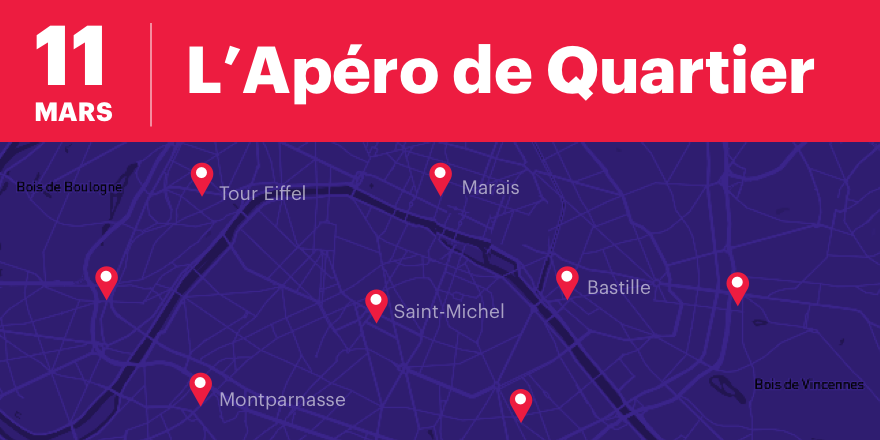 11
MARS
L'Apéro de Quartier
Bois de Boulogne
Tour Eiffel
Marais
Bastille
Saint-Michel
Bois de Vincennes
Montparnasse